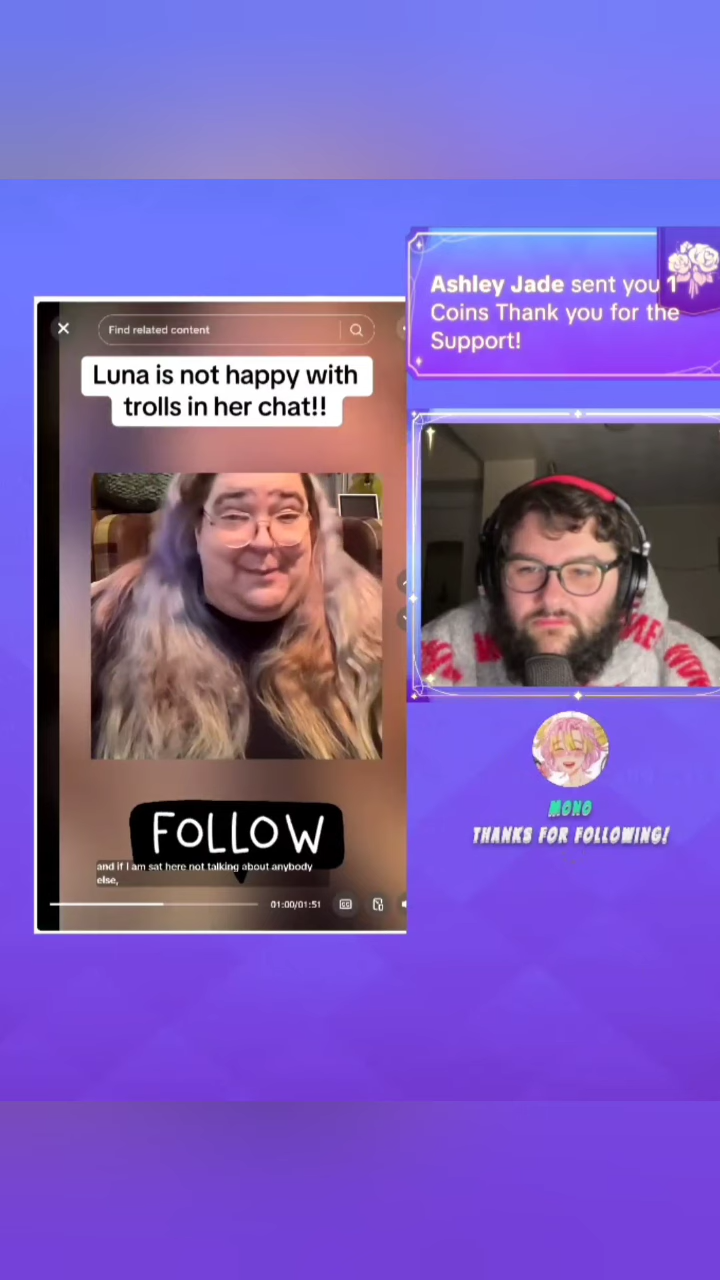 Find related content
Luna is not happy with
trolls in her chat!!
FOLLOW
and if I am sat here not talking about anybody
else,
01:00/01:51
CC
Ashley Jade sent you 1
Coins Thank you for the
Support!
MONO
THANKS FOR FOLLOWING!